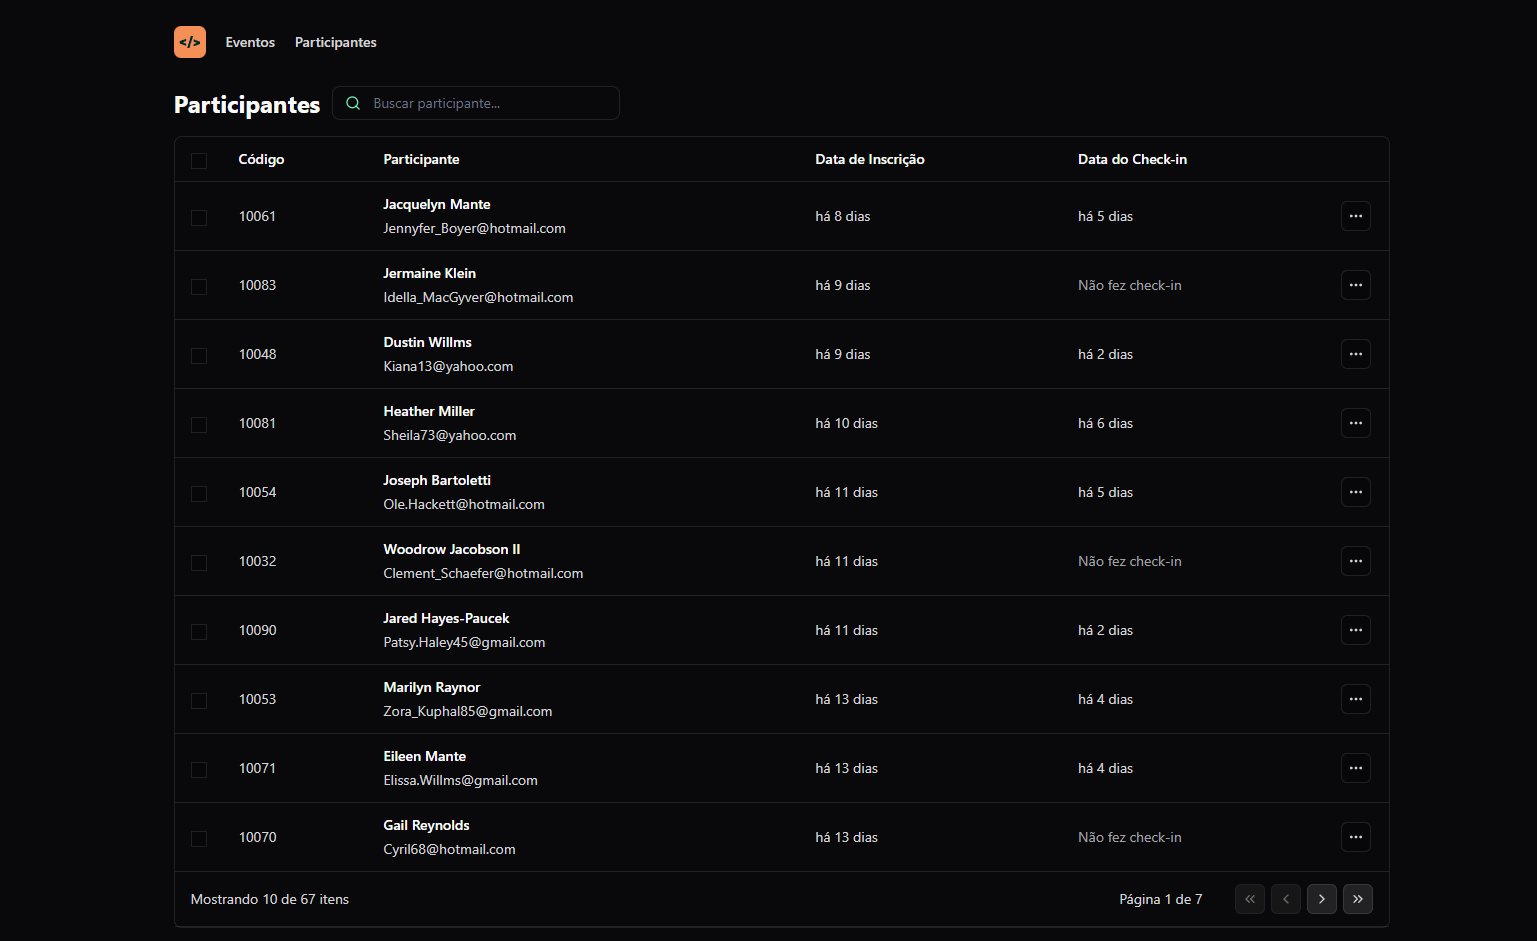 </> Eventos Participantes
Participantes Buscar participante...
Código Participante Data de Inscrição Data do Check-in
Jacquelyn Mante
10061 há 8 dias há 5 dias
Jennyfer_Boyer@hotmail.com
Jermaine Klein
10083 há 9 dias Não fez check-in
Idella_MacGyver@hotmail.com
Dustin Willms
10048 há 9 dias há 2 dias
Kiana13@yahoo.com
Heather Miller
10081 há 10 dias há 6 dias
Sheila73@yahoo.com
Joseph Bartoletti
10054 há 11 dias há 5 dias
Ole.Hackett@hotmail.com
Woodrow Jacobson II
10032 há 11 dias Não fez check-in
Clement_Schaefer@hotmail.com
Jared Hayes-Paucek
10090 há 11 dias há 2 dias
Patsy.Haley45@gmail.com
Marilyn Raynor
10053 há 13 dias há 4 dias
Zora_Kuphal85@gmail.com
Eileen Mante
10071 há 13 dias há 4 dias
Elissa.Willms@gmail.com
Gail Reynolds
10070 há 13 dias Não fez check-in
Cyril68@hotmail.com
Mostrando 10 de 67 itens Página 1 de 7